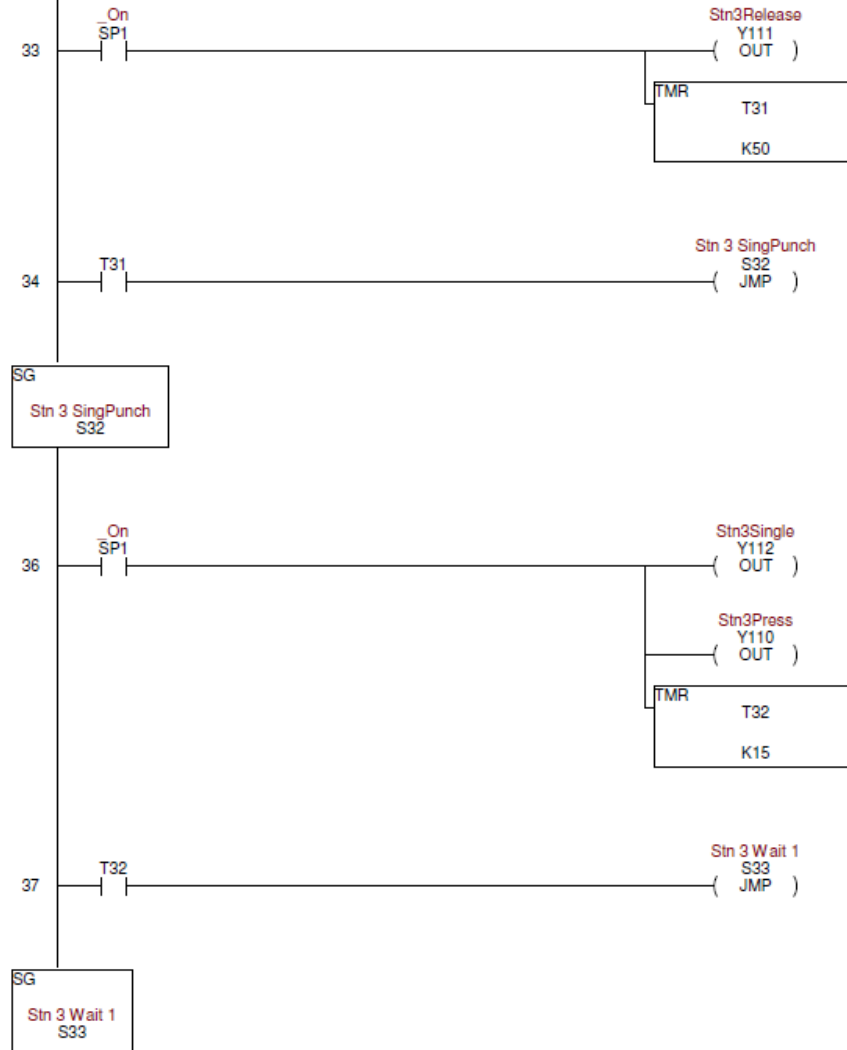 _On
SP1
Stn3Release
Y111
33
OUT
TMR
T31
K50
T31
Stn 3 SingPunch
S32
34
JMP
SG
Stn 3 SingPunch
S32
_On
SP1
Stn3Single
Y112
36
OUT
Stn3Press
Y110
OUT
TMR
T32
K15
T32
Stn 3 Wait 1
S33
37
JMP
SG
Stn 3 Wait 1
S33